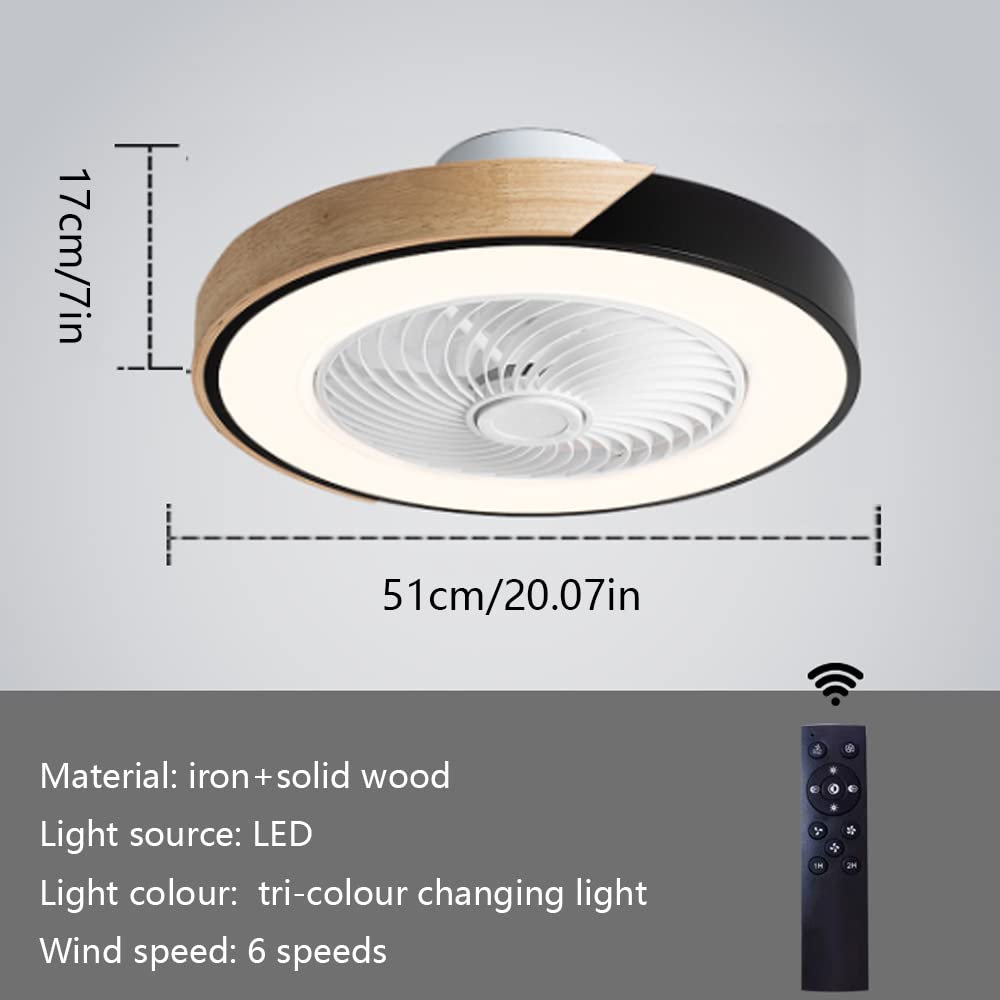 17cm/7in
51cm/20.07in
Material: iron+solid wood
Light source: LED
Light colour: tri-colour changing light
Wind speed: 6 speeds
1H 2H